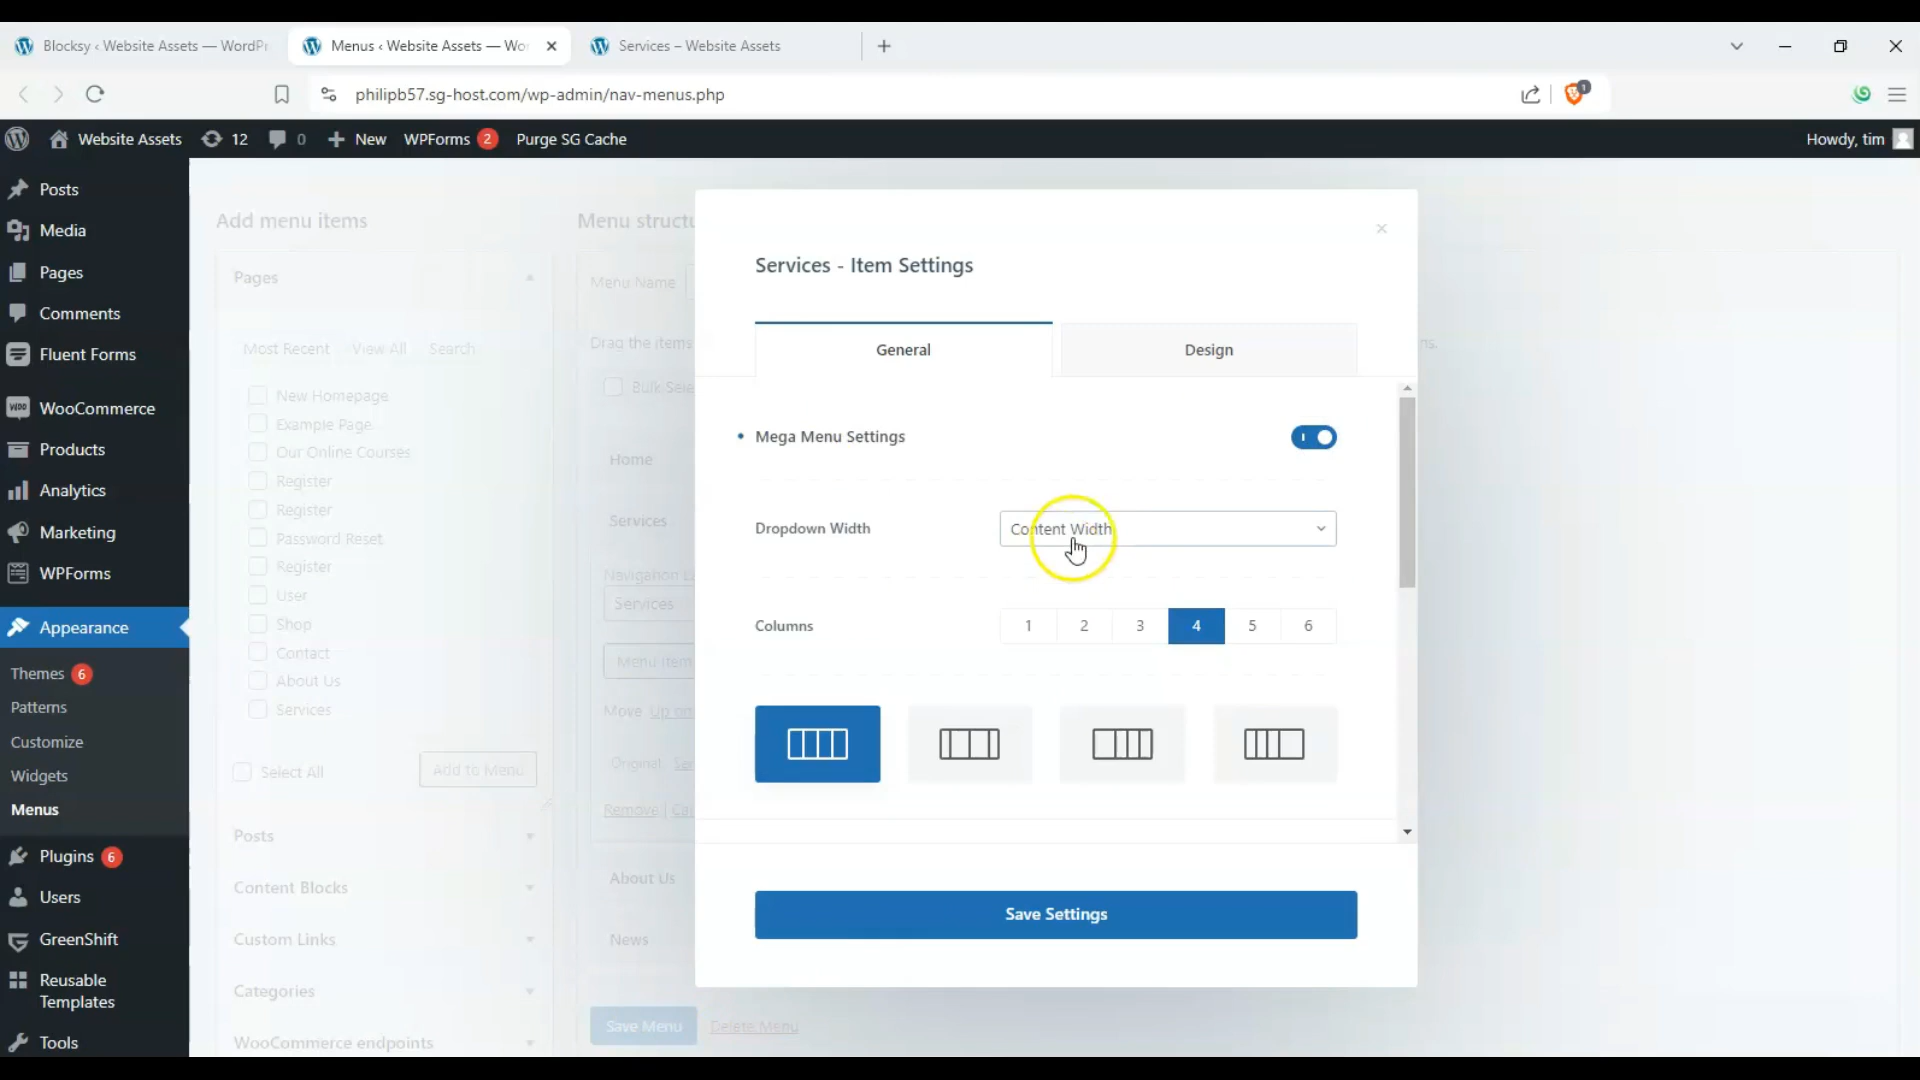 Blocksy ‹ Website Assets — WordPr
Menus ‹ Website Assets — Wor
Services – Website Assets
philipb57.sg-host.com/wp-admin/nav-menus.php
1
Website Assets
12
0
New
WPForms 2
Purge SG Cache
Howdy, tim
Posts
Media
Pages
Comments
Fluent Forms
WooCommerce
Products
Analytics
Marketing
WPForms
Appearance
Themes 6
Patterns
Customize
Widgets
Menus
Plugins 6
Users
GreenShift
Reusable
Templates
Tools
Add menu items
Pages
Most Recent View All Search
New Homepage
Example Page
Our Online Courses
Register
Register
Password Reset
Register
User
Shop
Contact
About Us
Services
Select All
Add to Menu
Posts
Content Blocks
Custom Links
Categories
WooCommerce endpoints
Menu structu
Menu Name
Drag the items
ns.
Bulk Sele
Home
Services
Navigation La
Services
Menu Item
Move Up on
Original: Ser
Remove | Ca
About Us
News
Save Menu
Delete Menu
Services - Item Settings
General
Design
Mega Menu Settings
Dropdown Width
Content Width
Columns
1 2 3 4 5 6
Save Settings